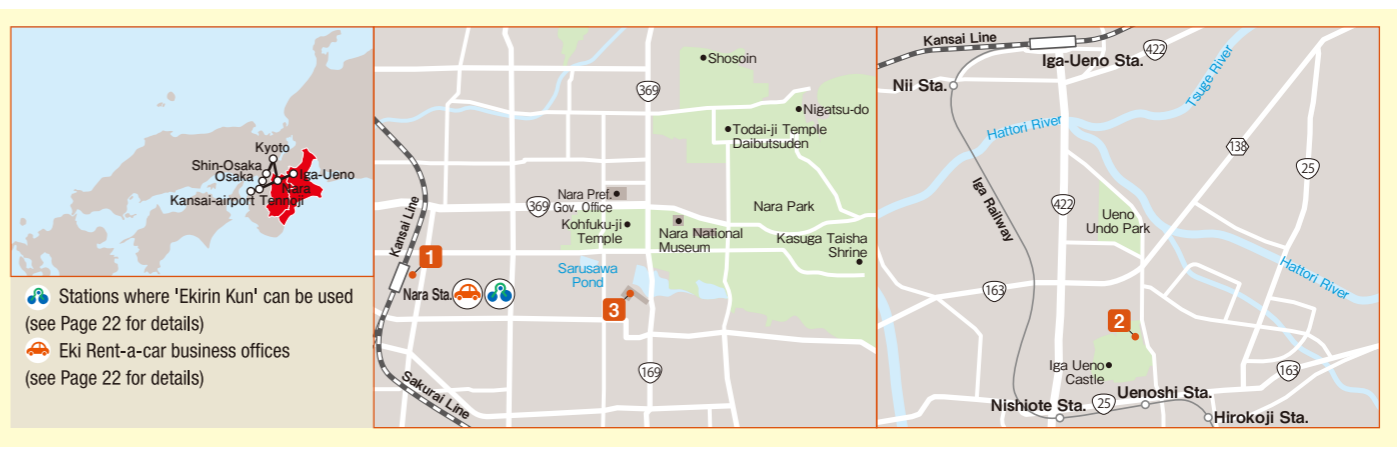 Kyoto
Shin-Osaka
Osaka
Iga-Ueno
Nara
Kansai-airport Tennoji
Stations where 'Ekirin Kun' can be used
(see Page 22 for details)
Eki Rent-a-car business offices
(see Page 22 for details)
Shosoin
369
Nigatsu-do
Todai-ji Temple
Daibutsuden
Nara Pref.
Gov. Office
369
Kohfuku-ji
Temple
Nara National
Museum
Nara Park
Kasuga Taisha
Shrine
Kansai Line
1
Nara Sta.
Sarusawa
Pond
3
169
Sakurai Line
Kansai Line
422
Iga-Ueno Sta.
Nii Sta.
Tsuge River
Hattori River
138
25
Iga Railway
422
Ueno
Undo Park
Hattori River
163
2
Iga Ueno
Castle
163
Nishiote Sta.
25
Uenoshi Sta.
Hirokoji Sta.